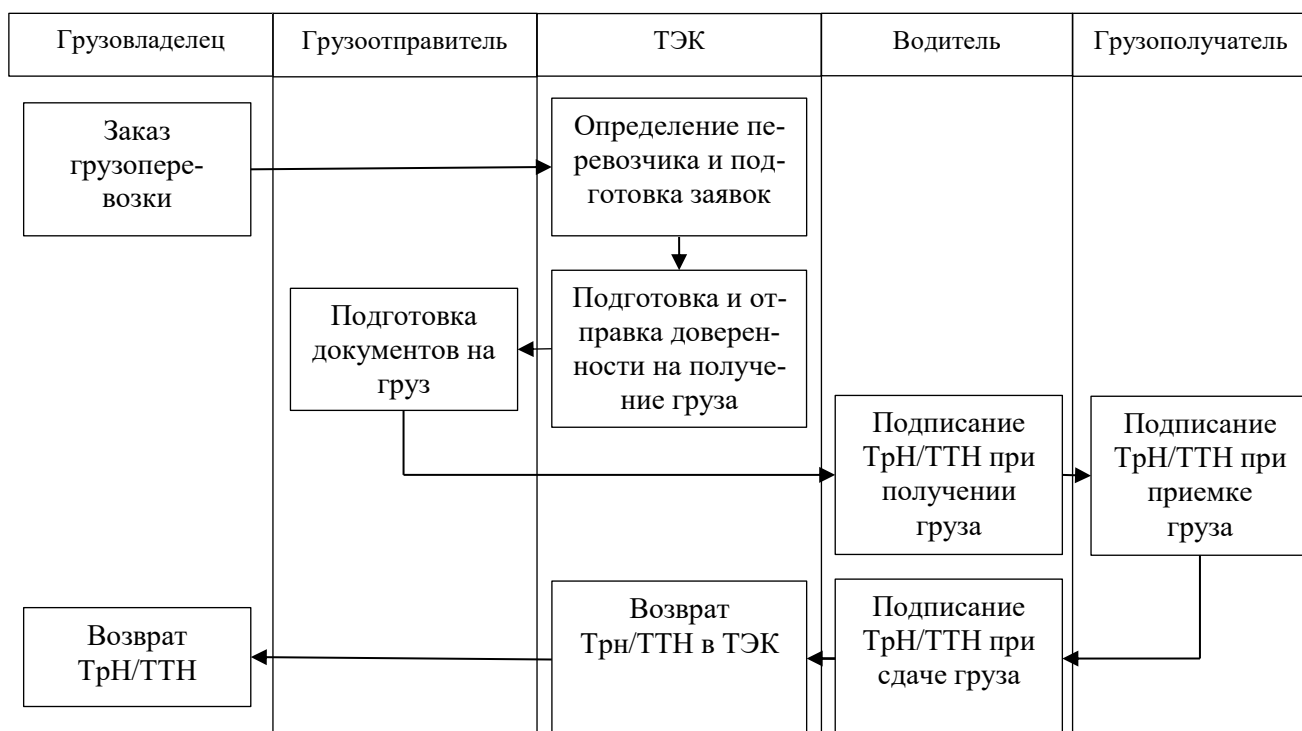 Грузовладелец
Грузоотправитель
ТЭК
Водитель
Грузополучатель
Заказ
грузопере-
возки
Определение пе-
ревозчика и под-
готовка заявок
Подготовка
документов на
груз
Подготовка и от-
правка доверен-
ности на получе-
ние груза
Подписание
ТрН/ТТН при
получении
груза
Подписание
ТрН/ТТН при
приемке
груза
Возврат
ТрН/ТТН
Возврат
Трн/ТТН в ТЭК
Подписание
ТрН/ТТН при
сдаче груза